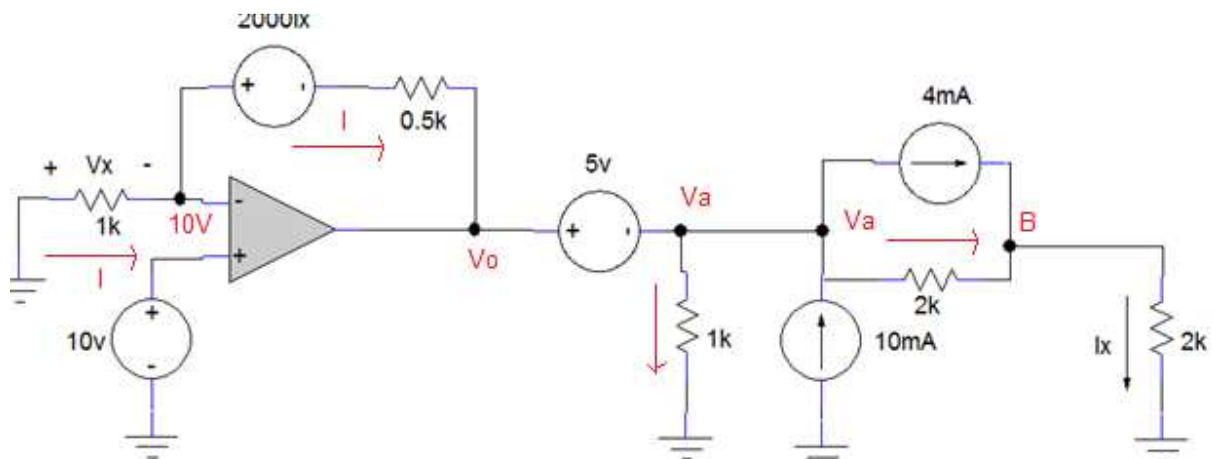 2000Ix
I
0.5k
4mA
+ Vx -
5v
1k
10V
Va
Va
B
I
Vo
2k
10v
1k
10mA
Ix
2k